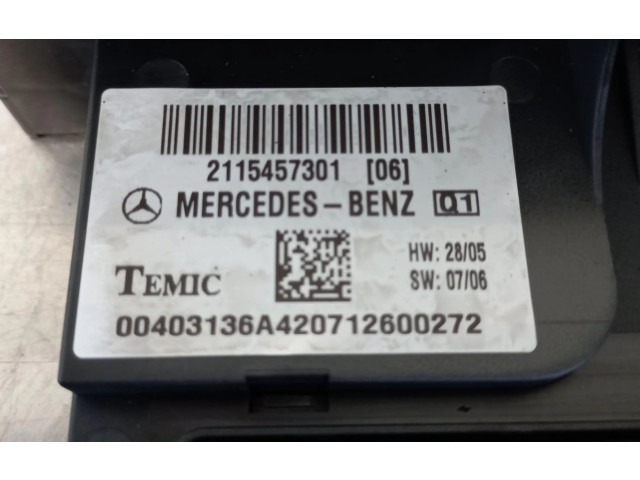 2115457301 [06]
MERCEDES-BENZ Q1
TEMIC
HW: 28/05
SW: 07/06
00403136A420712600272